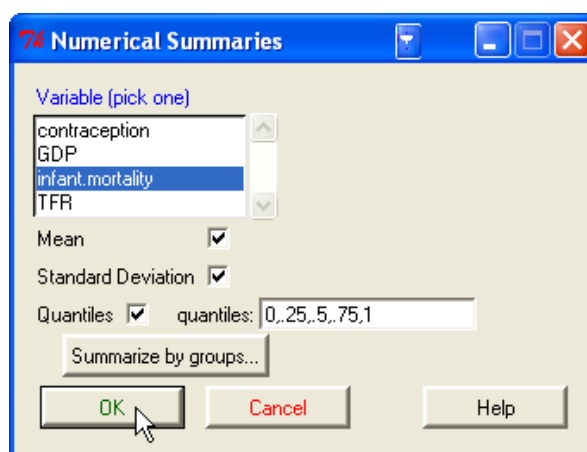 Numerical Summaries
Variable (pick one)
contraception
GDP
infant.mortality
TFR
Mean
Standard Deviation
Quantiles quantiles: 0,.25,.5,.75,1
Summarize by groups...
OK Cancel Help